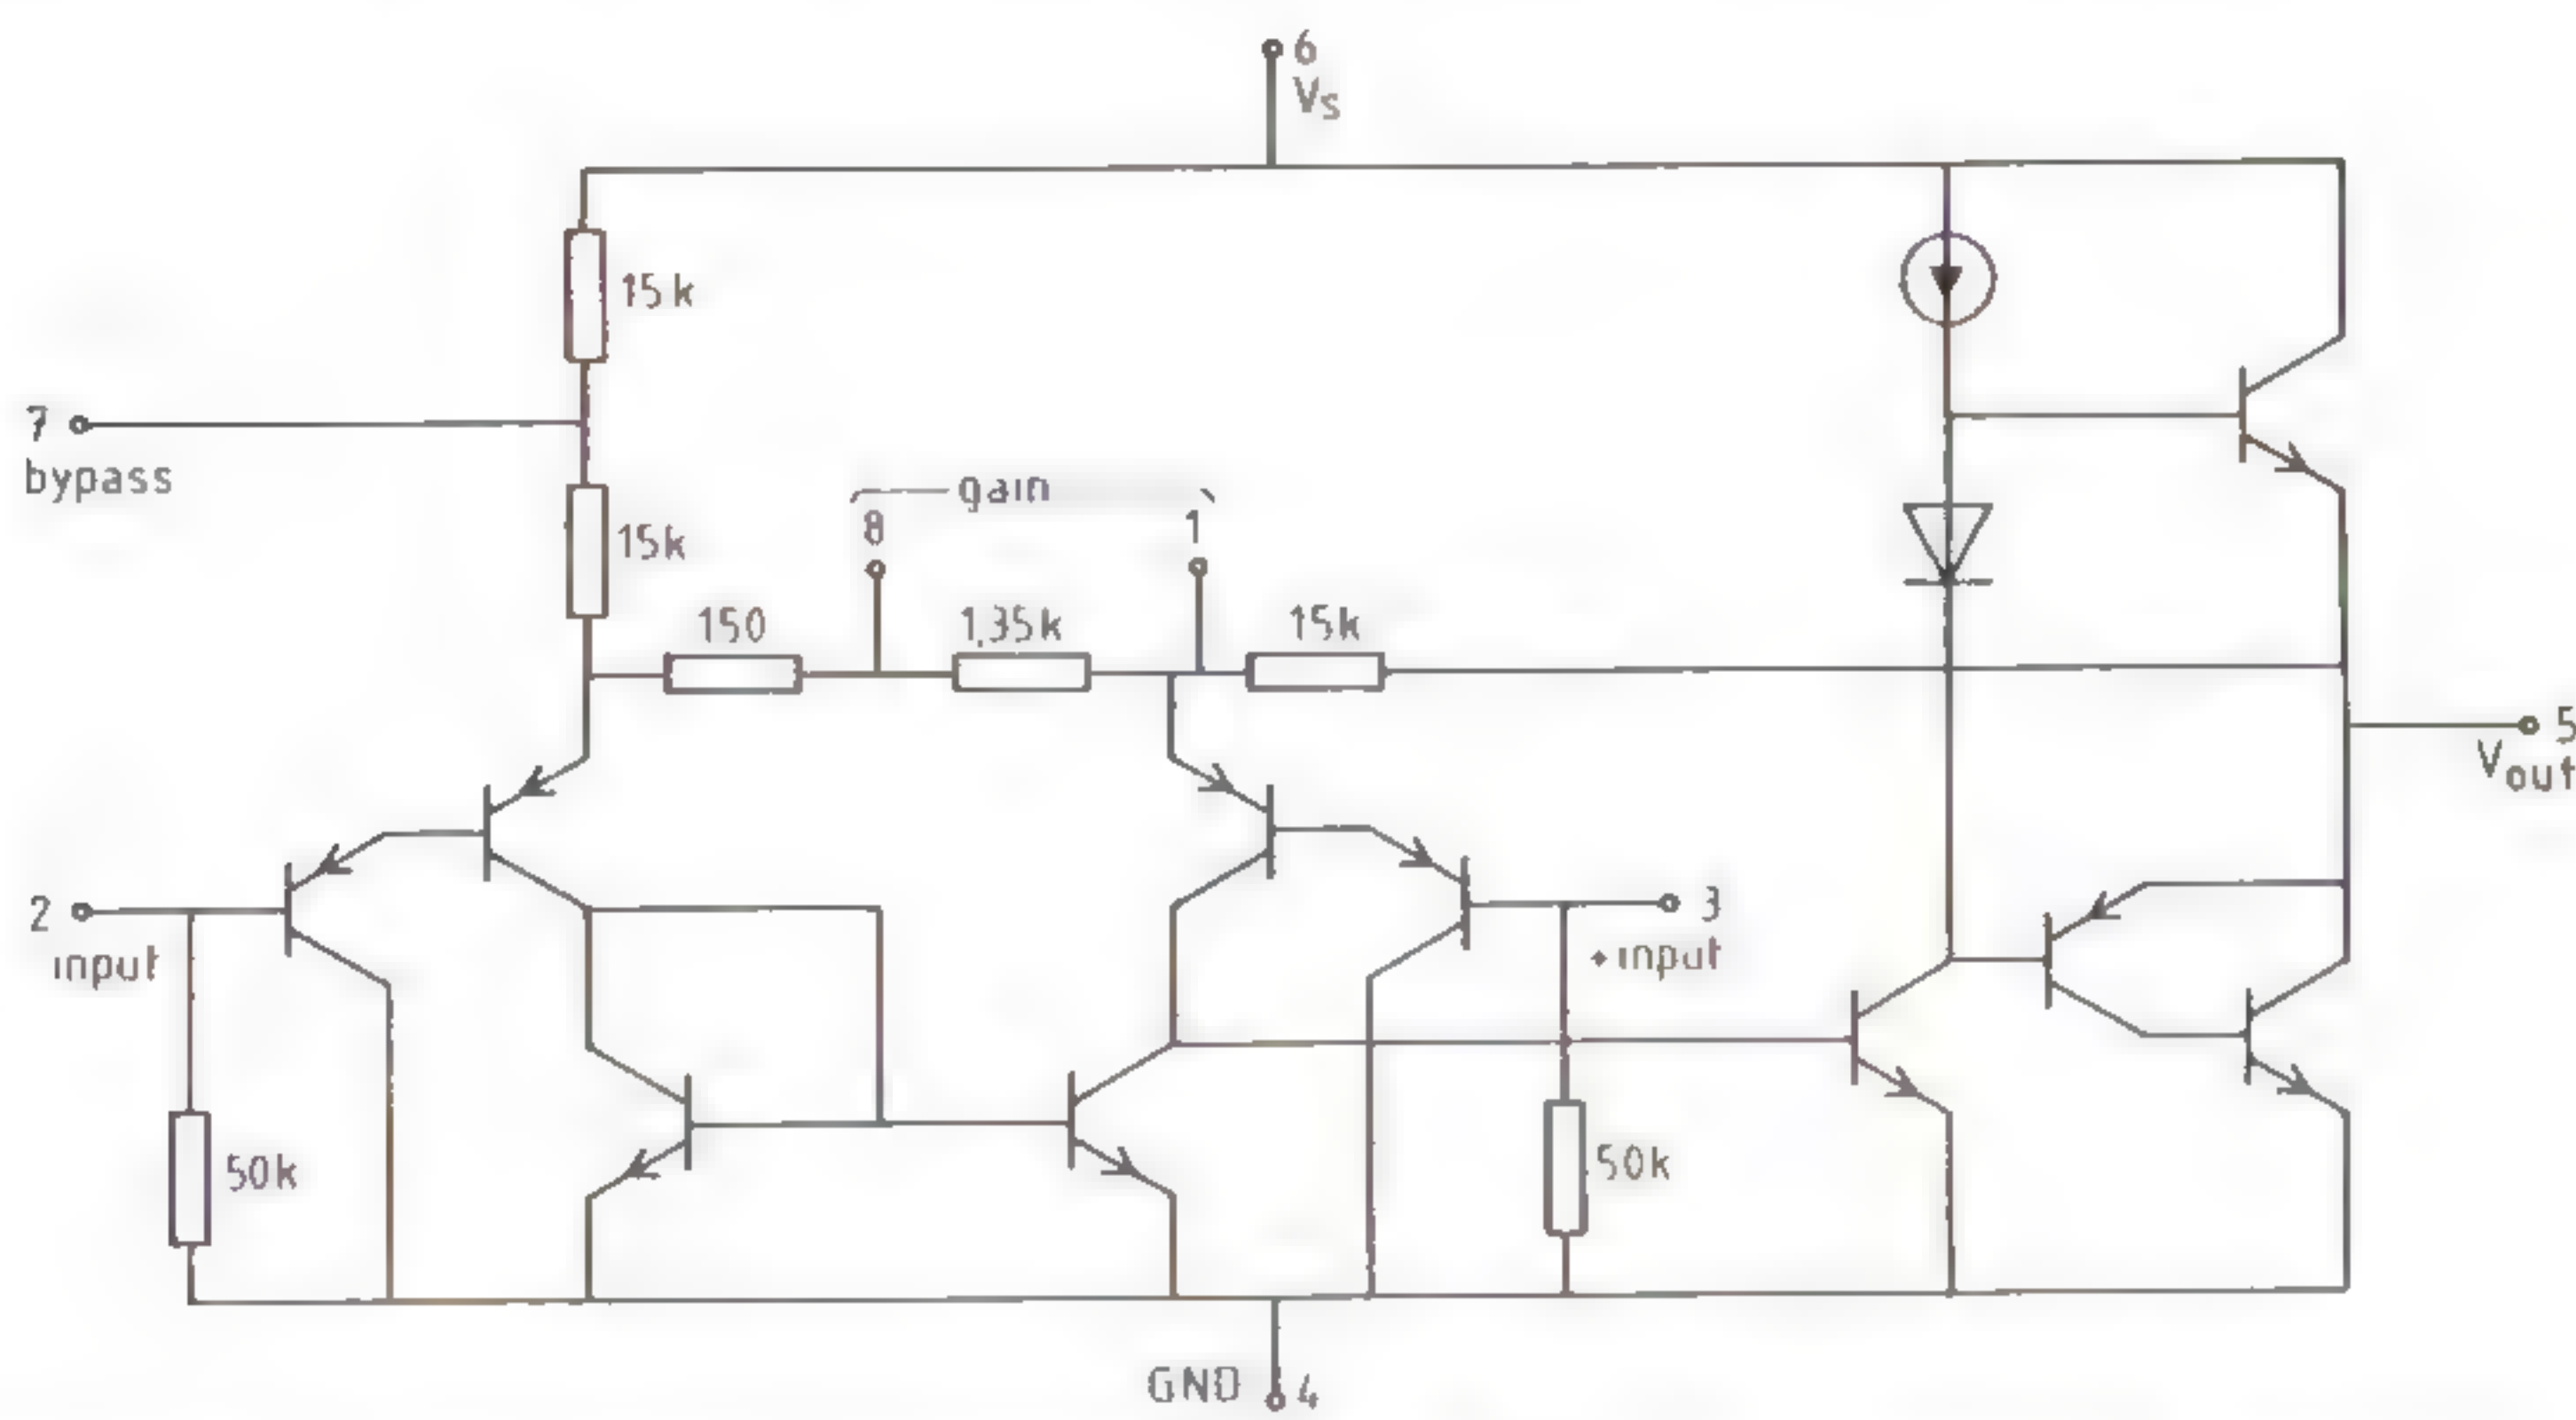 6
Vs
15k
7
bypass
gain
8
1
15k
150
1,35k
15k
5
Vout
2
input
3
+ input
50k
50k
GND
4